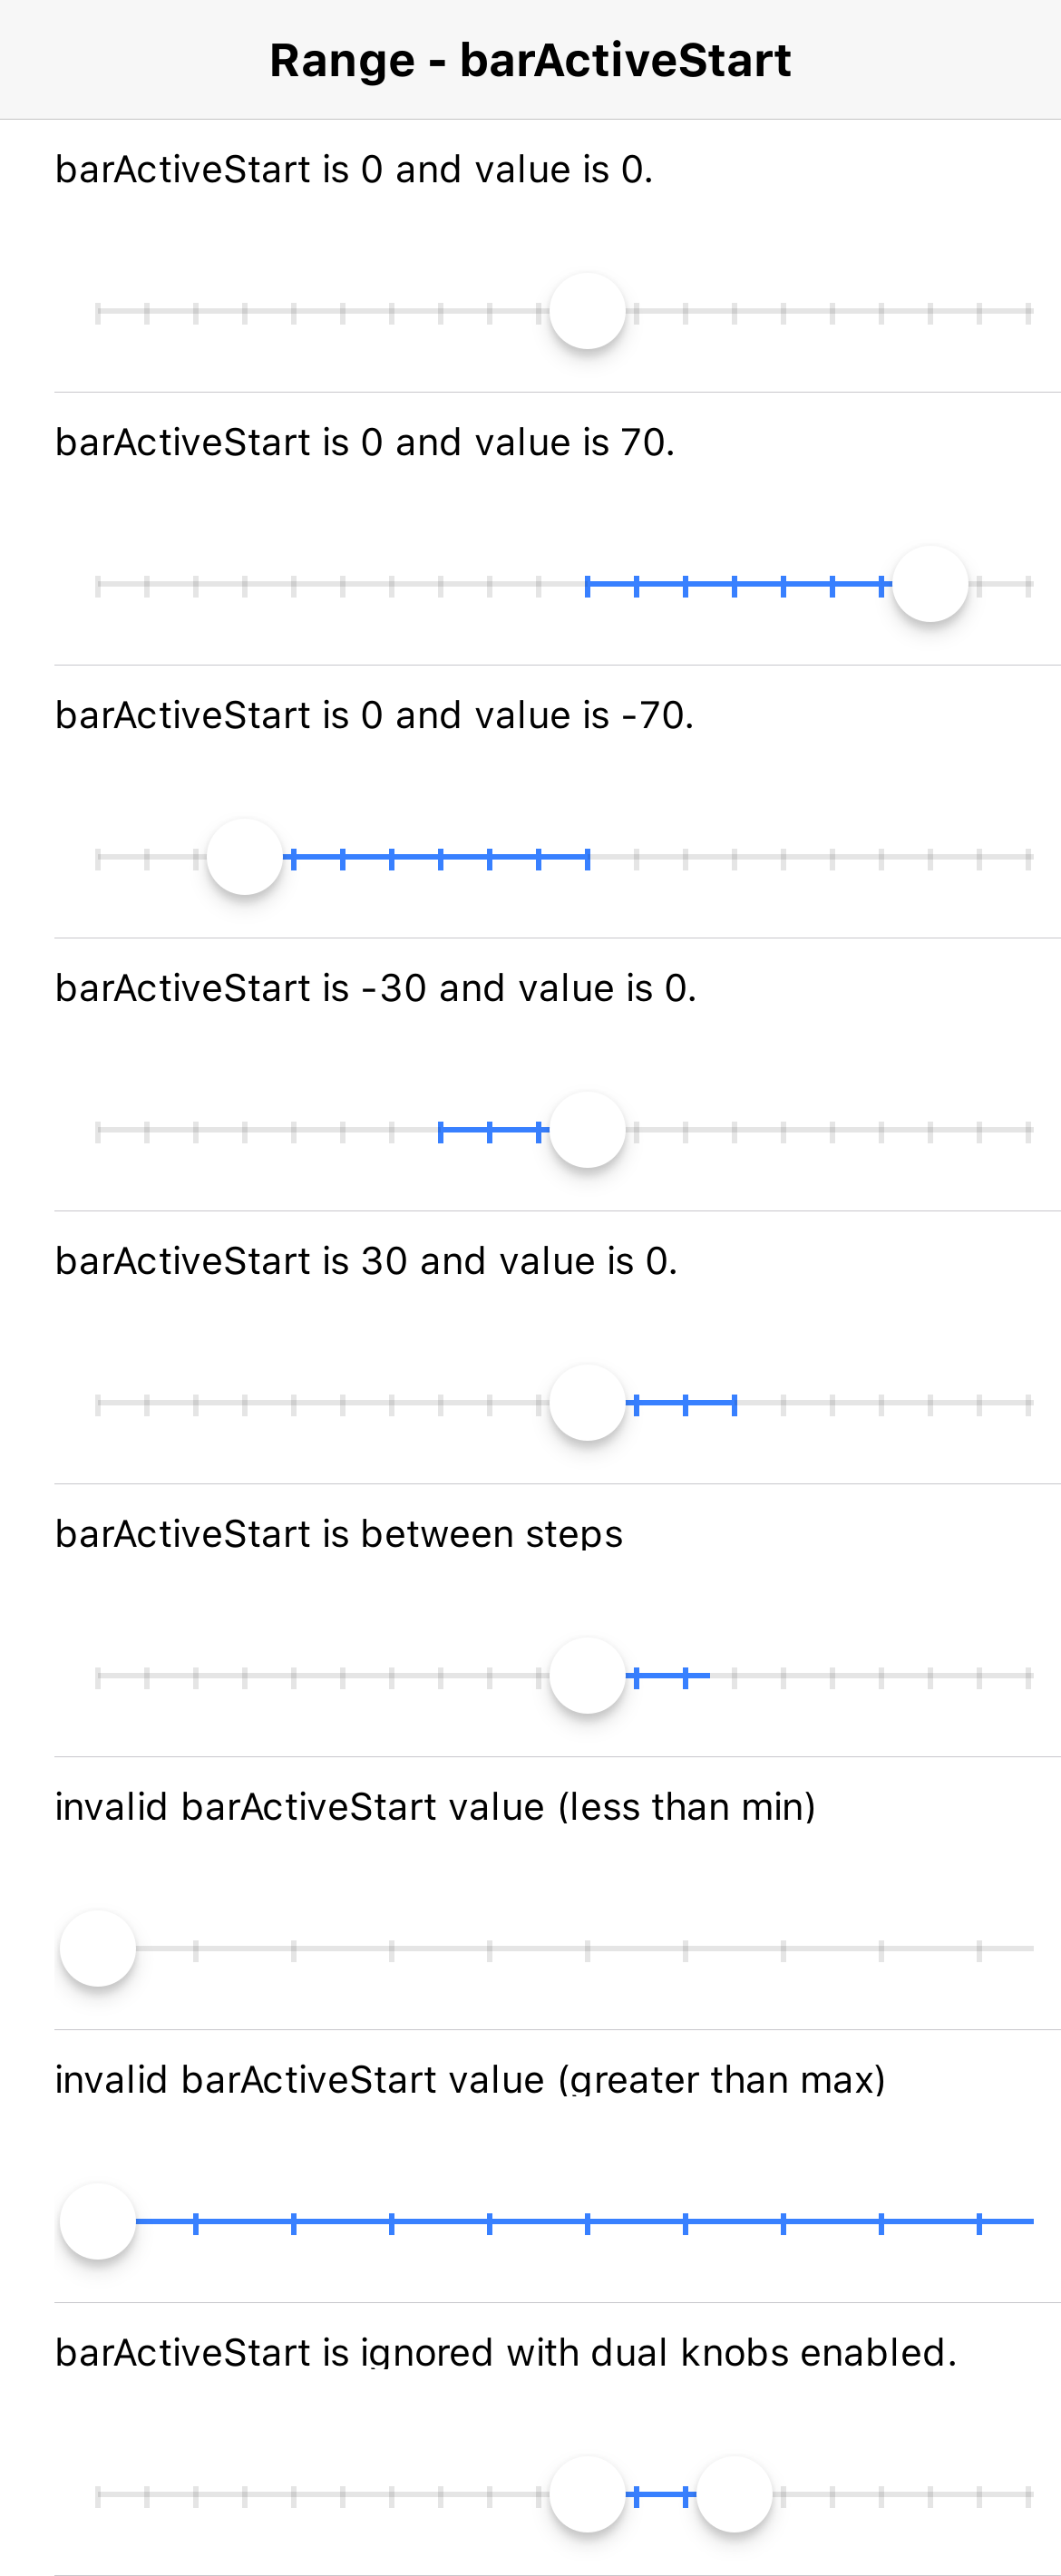 Range - barActiveStart
barActiveStart is 0 and value is 0.
barActiveStart is 0 and value is 70.
barActiveStart is 0 and value is -70.
barActiveStart is -30 and value is 0.
barActiveStart is 30 and value is 0.
barActiveStart is between steps
invalid barActiveStart value (less than min)
invalid barActiveStart value (greater than max)
barActiveStart is ignored with dual knobs enabled.